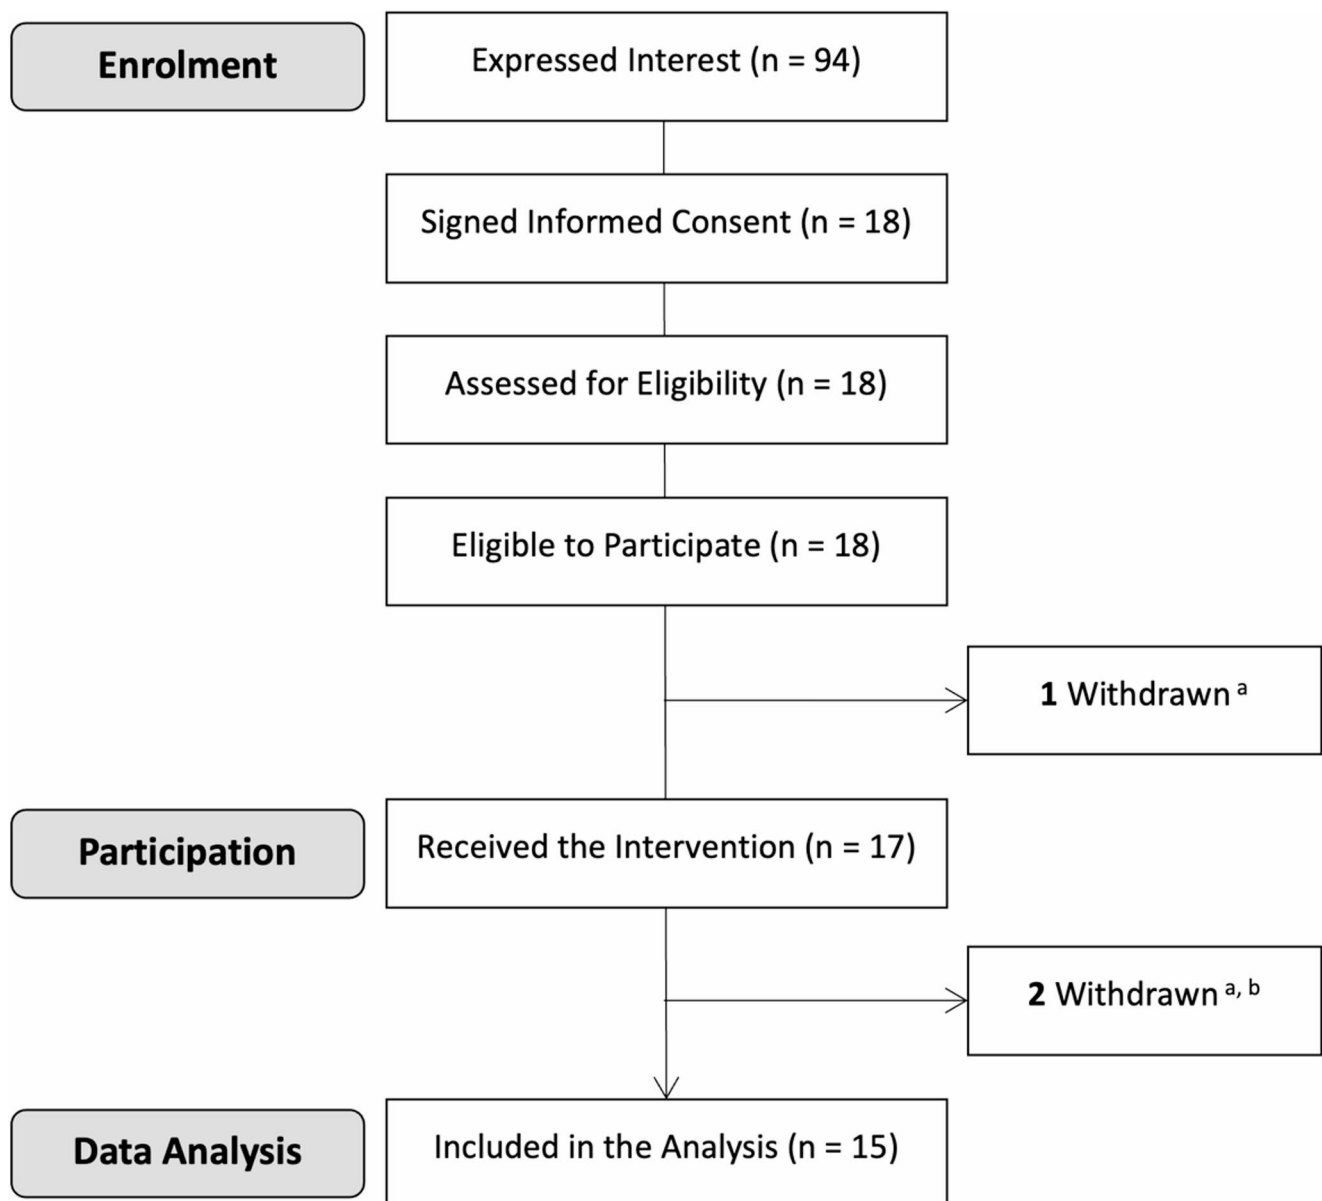 Enrolment
Expressed Interest (n = 94)
Signed Informed Consent (n = 18)
Assessed for Eligibility (n = 18)
Eligible to Participate (n = 18)
1 Withdrawn a
Participation
Received the Intervention (n = 17)
2 Withdrawn a, b
Data Analysis
Included in the Analysis (n = 15)